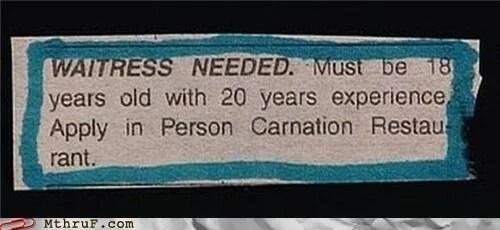 WAITRESS NEEDED. Must be 18
years old with 20 years experience
Apply in Person Carnation Restau-
rant.
MthruF.com